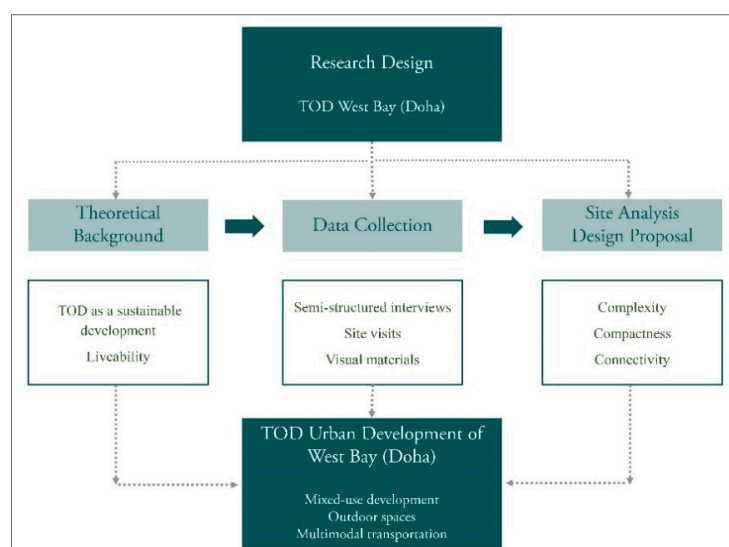 Research Design
TOD West Bay (Doha)
Theoretical
Background
Data Collection
Site Analysis
Design Proposal
TOD as a sustainable
development
Liveability
Semi-structured interviews
Site visits
Visual materials
Complexity
Compactness
Connectivity
TOD Urban Development of
West Bay (Doha)
Mixed-use development
Outdoor spaces
Multimodal transportation